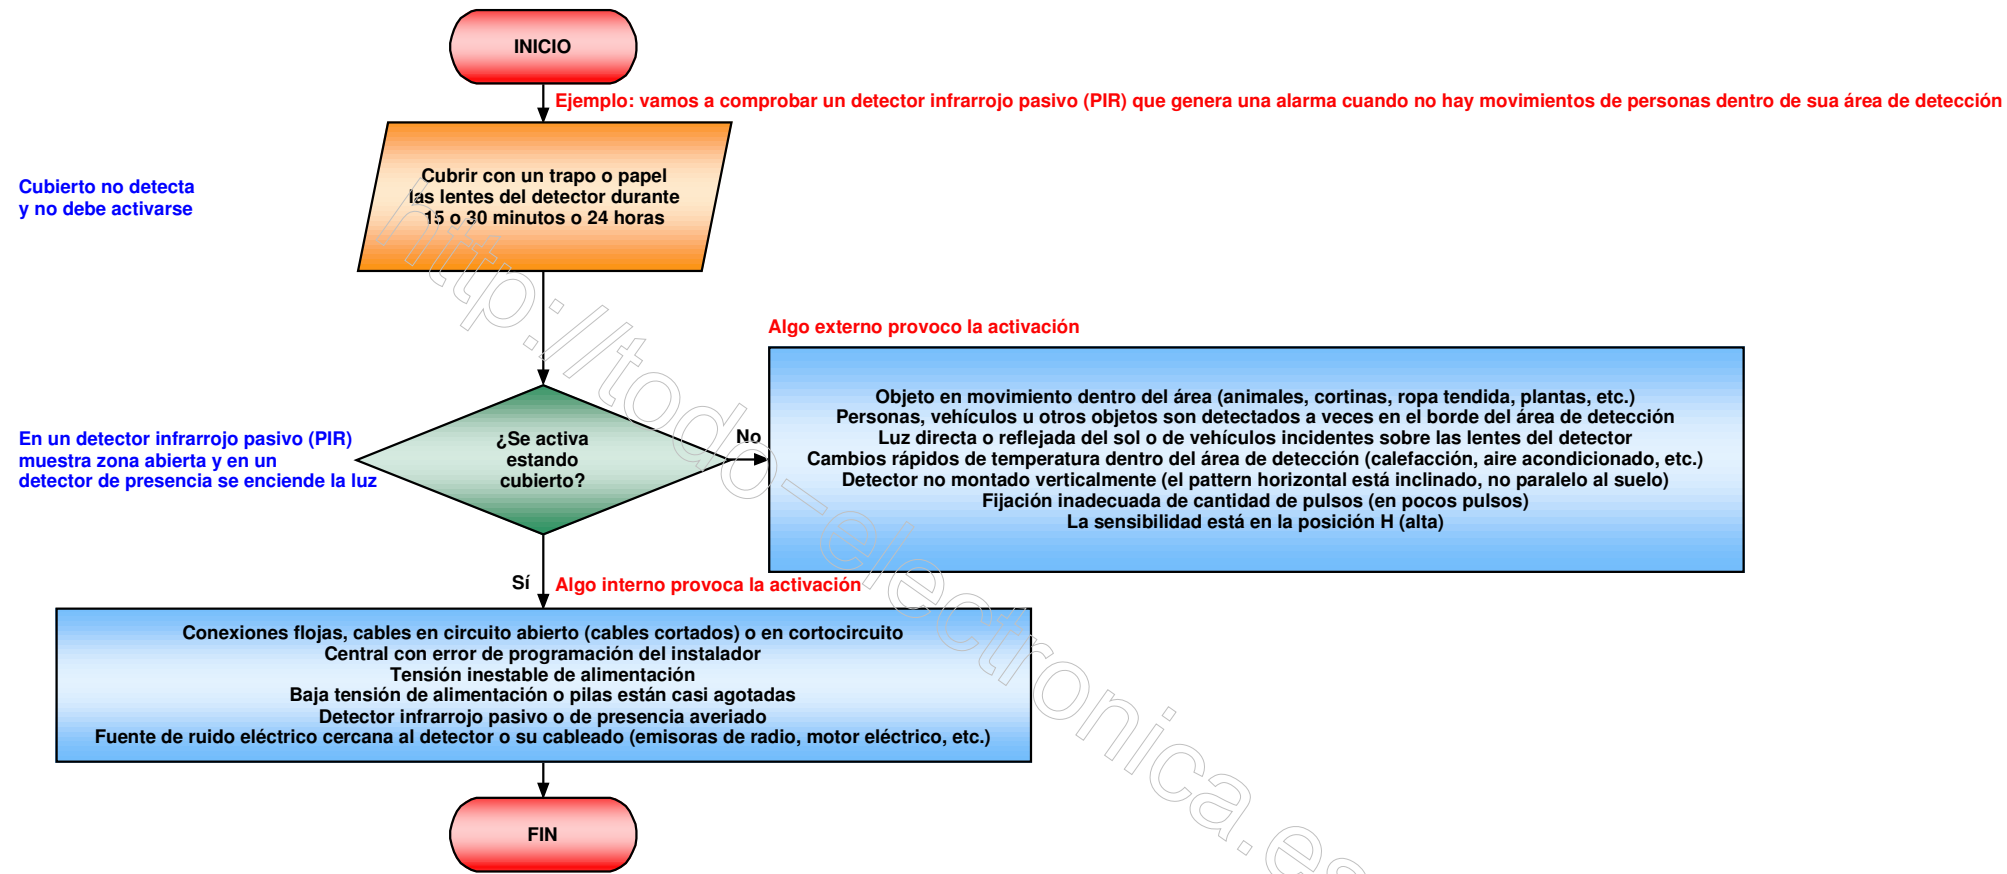 INICIO
Ejemplo: vamos a comprobar un detector infrarrojo pasivo (PIR) que genera una alarma cuando no hay movimientos de personas dentro de sua área de detección
Cubierto no detecta
y no debe activarse
Cubrir con un trapo o papel
las lentes del detector durante
15 o 30 minutos o 24 horas
Algo externo provoco la activación
En un detector infrarrojo pasivo (PIR)
muestra zona abierta y en un
detector de presencia se enciende la luz
¿Se activa
estando
cubierto?
No
Objeto en movimiento dentro del área (animales, cortinas, ropa tendida, plantas, etc.)
Personas, vehículos u otros objetos son detectados a veces en el borde del área de detección
Luz directa o reflejada del sol o de vehículos incidentes sobre las lentes del detector
Cambios rápidos de temperatura dentro del área de detección (calefacción, aire acondicionado, etc.)
Detector no montado verticalmente (el pattern horizontal está inclinado, no paralelo al suelo)
Fijación inadecuada de cantidad de pulsos (en pocos pulsos)
La sensibilidad está en la posición H (alta)
Sí
Algo interno provoca la activación
Conexiones flojas, cables en circuito abierto (cables cortados) o en cortocircuito
Central con error de programación del instalador
Tensión inestable de alimentación
Baja tensión de alimentación o pilas están casi agotadas
Detector infrarrojo pasivo o de presencia averiado
Fuente de ruido eléctrico cercana al detector o su cableado (emisoras de radio, motor eléctrico, etc.)
FIN
http://todo-electronica.es